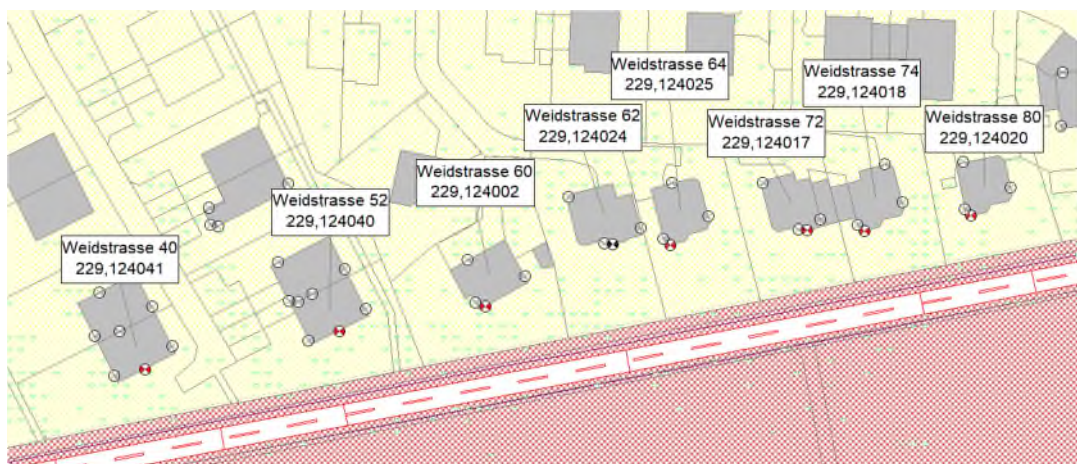 Weidstrasse 64
229,124025
Weidstrasse 74
229,124018
Weidstrasse 62
229,124024
Weidstrasse 72
229,124017
Weidstrasse 80
229,124020
Weidstrasse 60
229,124002
Weidstrasse 52
229,124040
Weidstrasse 40
229,124041